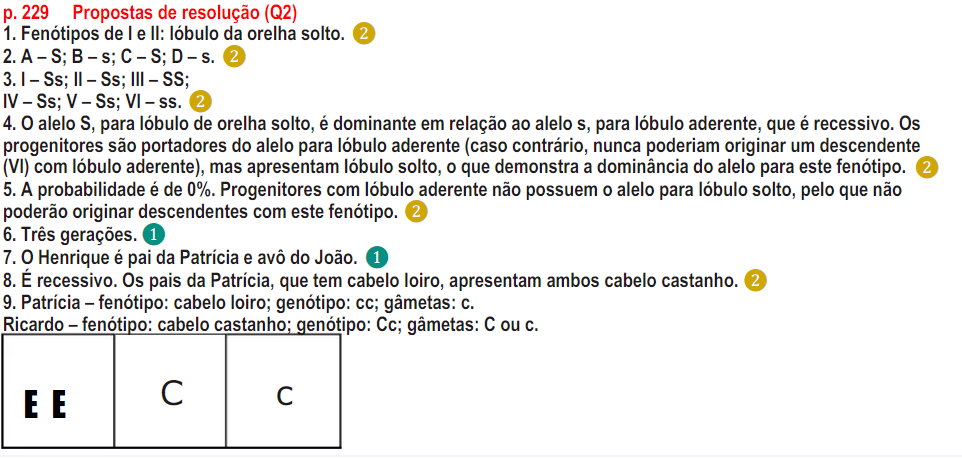 p. 229 Propostas de resolução (Q2)
1. Fenótipos de I e II: lóbulo da orelha solto. 2
2. A – S; B – s; C – S; D – s. 2
3. I – Ss; II – Ss; III – SS;
IV – Ss; V – Ss; VI – ss. 2
4. O alelo S, para lóbulo de orelha solto, é dominante em relação ao alelo s, para lóbulo aderente, que é recessivo. Os
progenitores são portadores do alelo para lóbulo aderente (caso contrário, nunca poderiam originar um descendente
(VI) com lóbulo aderente), mas apresentam lóbulo solto, o que demonstra a dominância do alelo para este fenótipo. 2
5. A probabilidade é de 0%. Progenitores com lóbulo aderente não possuem o alelo para lóbulo solto, pelo que não
poderão originar descendentes com este fenótipo. 2
6. Três gerações. 1
7. O Henrique é pai da Patrícia e avô do João. 1
8. É recessivo. Os pais da Patrícia, que tem cabelo loiro, apresentam ambos cabelo castanho. 2
9. Patrícia – fenótipo: cabelo loiro; genótipo: cc; gâmetas: c.
Ricardo – fenótipo: cabelo castanho; genótipo: Cc; gâmetas: C ou c.
E E C c